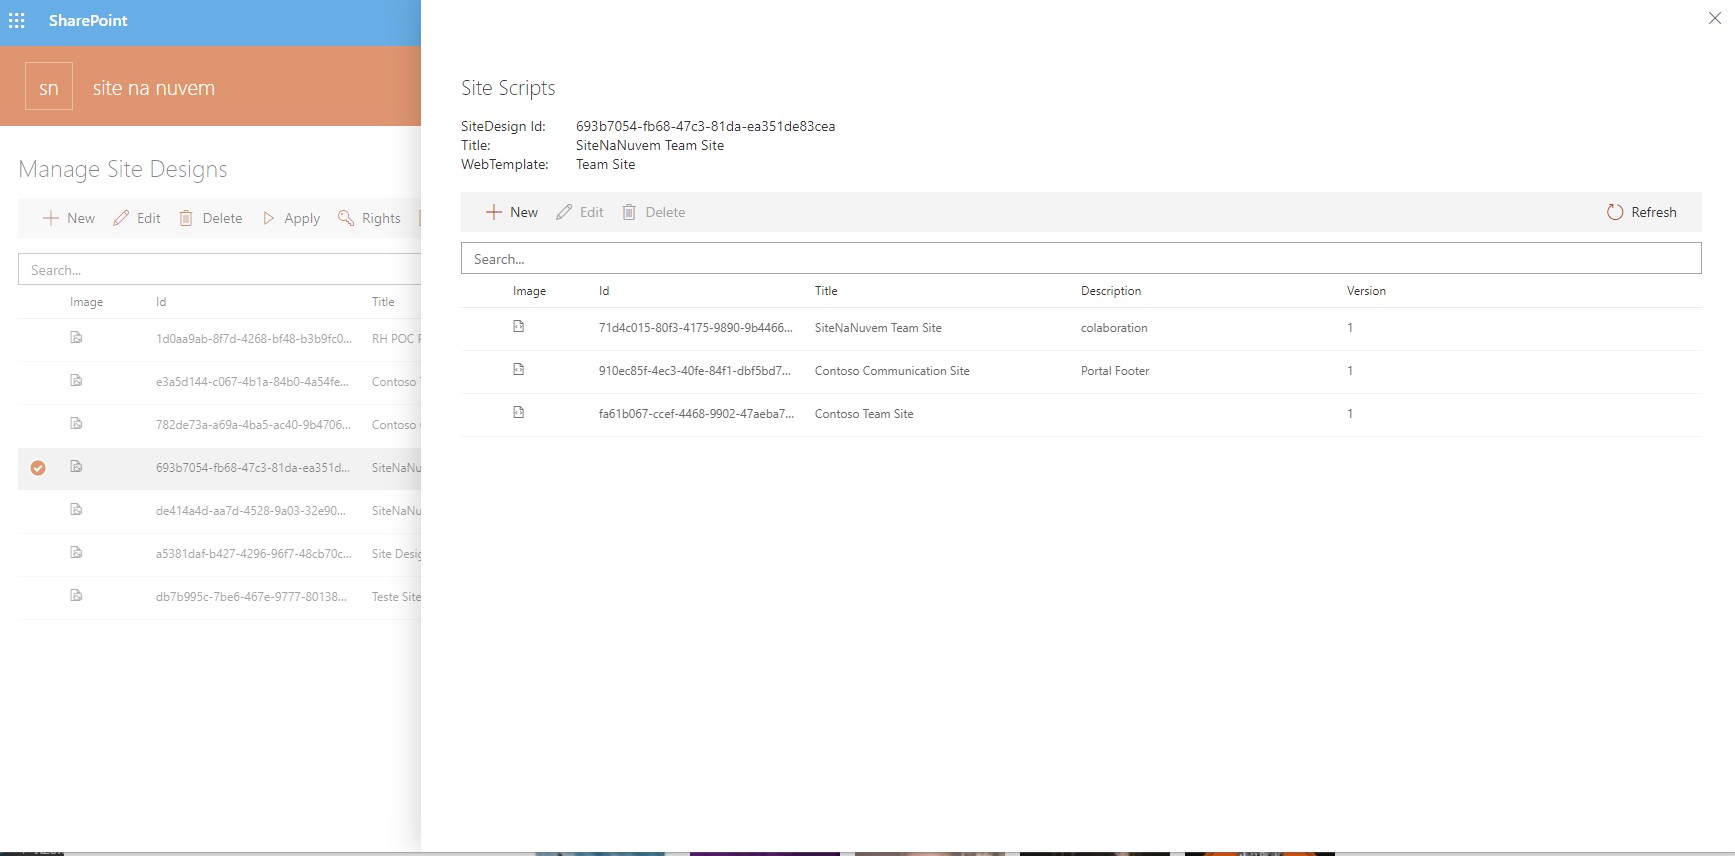 SharePoint
sn site na nuvem
Manage Site Designs
New Edit Delete Apply Rights
Search...
Image Id Title
1d0aa9ab-8f7d-4268-bf48-b3b9fc0... RH POC
e3a5d144-c067-4b1a-84b0-4a54fe... Contoso
782de73a-a69a-4ba5-ac40-9b4706... Contoso
693b7054-fb68-47c3-81da-ea351d... SiteNaNu
de414a4d-aa7d-4528-9a03-32e90... SiteNaNu
a5381daf-b427-4296-96f7-48cb70c... Site Desig
db7b995c-7be6-467e-9777-80138... Teste Site
Site Scripts
SiteDesign Id: 693b7054-fb68-47c3-81da-ea351de83cea
Title: SiteNaNuvem Team Site
WebTemplate: Team Site
New Edit Delete Refresh
Search...
Image Id Title Description Version
71d4c015-80f3-4175-9890-9b4466... SiteNaNuvem Team Site colaboration 1
910ec85f-4ec3-40fe-84f1-dbf5bd7... Contoso Communication Site Portal Footer 1
fa61b067-ccef-4468-9902-47aeba7... Contoso Team Site 1